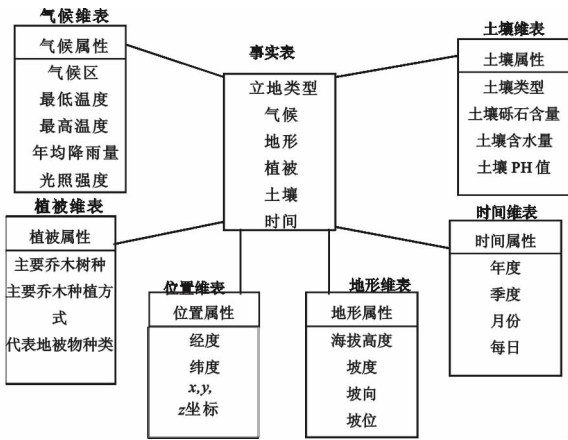 气候维表
气候属性
气候区
最低温度
最高温度
年均降雨量
光照强度
事实表
立地类型
气候
地形
植被
土壤
时间
土壤维表
土壤属性
土壤类型
土壤砾石含量
土壤含水量
土壤 PH 值
植被维表
植被属性
主要乔木树种
主要乔木种植方
式
代表地被物种类
位置维表
位置属性
经度
纬度
x,y,
z坐标
地形维表
地形属性
海拔高度
坡度
坡向
坡位
时间维表
时间属性
年度
季度
月份
每日